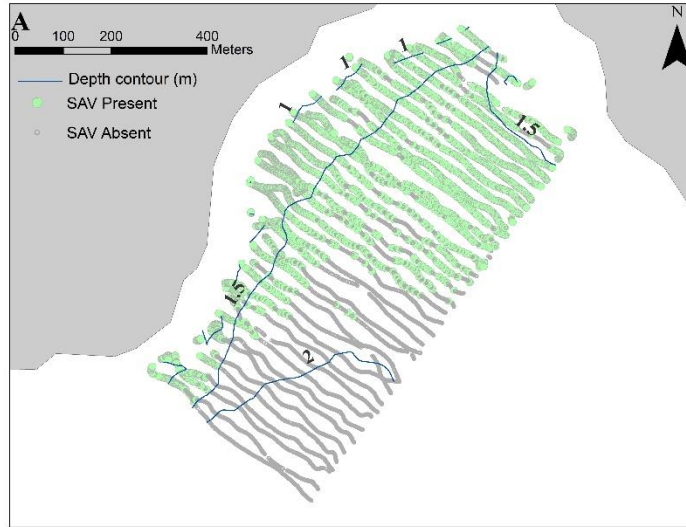 A
N
0 100 200 400
Meters
Depth contour (m)
SAV Present
SAV Absent
1
1
1
1.5
1.5
2